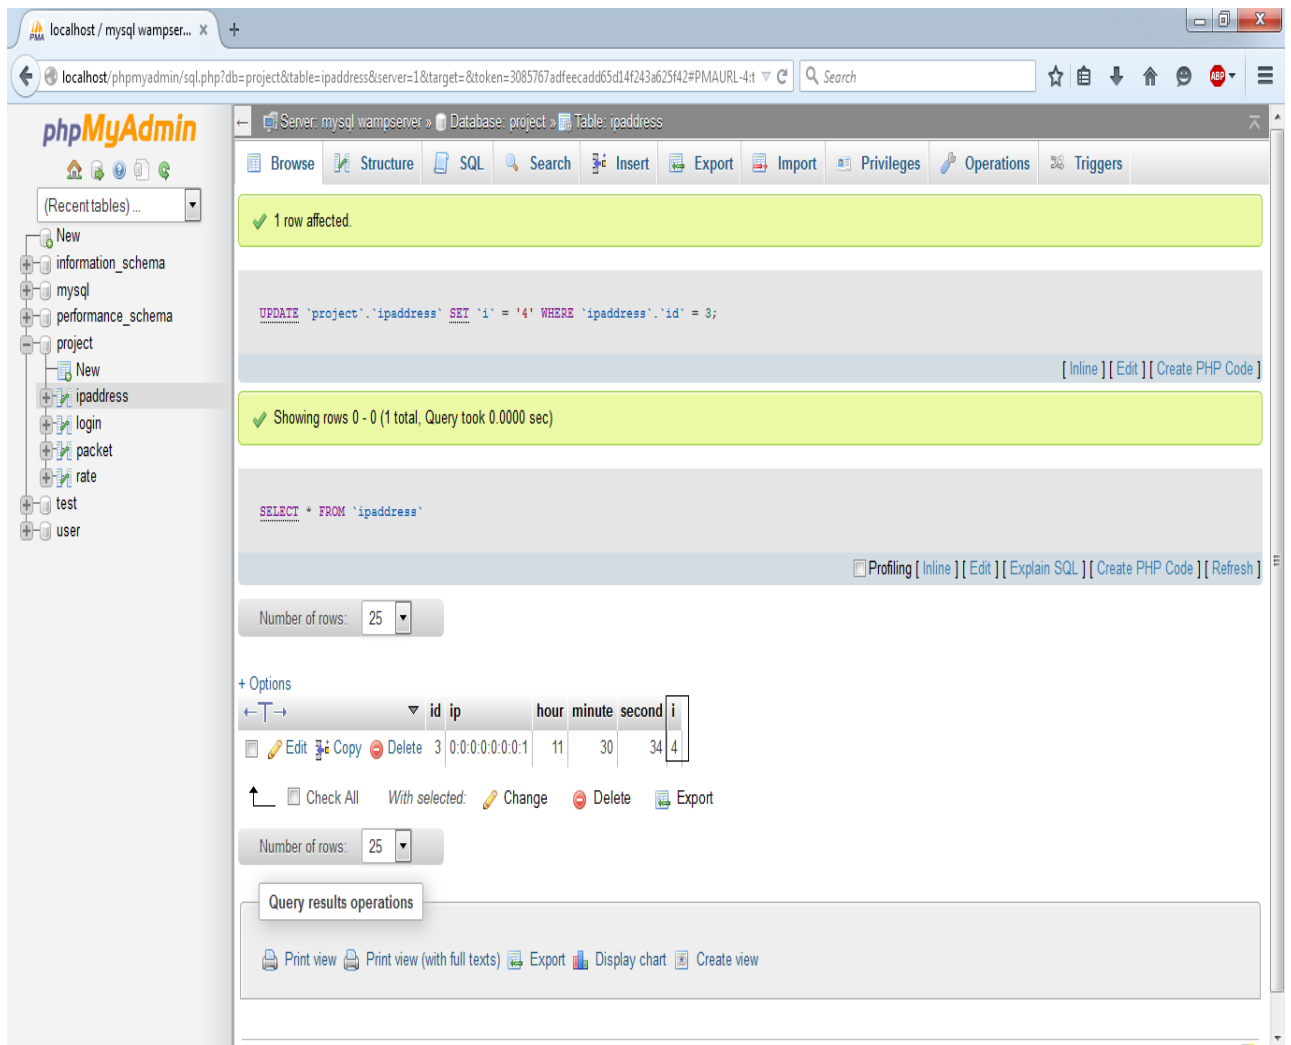 localhost / mysql wampser... × +
localhost/phpmyadmin/sql.php?db=project&table=ipaddress&server=1&target=&token=3085767adfeecadd65d14f243a625f42#PMAURL-4:t
Search
ABP
phpMyAdmin
(Recent tables) ...
New
information_schema
mysql
performance_schema
project
New
ipaddress
login
packet
rate
test
user
Server: mysql wampserver » Database: project » Table: ipaddress
Browse Structure SQL Search Insert Export Import Privileges Operations Triggers
1 row affected.
UPDATE `project`.`ipaddress` SET `i` = '4' WHERE `ipaddress`.`id` = 3;
[ Inline ] [ Edit ] [ Create PHP Code ]
Showing rows 0 - 0 (1 total, Query took 0.0000 sec)
SELECT * FROM `ipaddress`
Profiling [ Inline ] [ Edit ] [ Explain SQL ] [ Create PHP Code ] [ Refresh ]
Number of rows: 25
+ Options
←T→ ▼ id ip hour minute second i
Edit Copy Delete 3 0:0:0:0:0:0:0:1 11 30 34 4
Check All With selected: Change Delete Export
Number of rows: 25
Query results operations
Print view Print view (with full texts) Export Display chart Create view